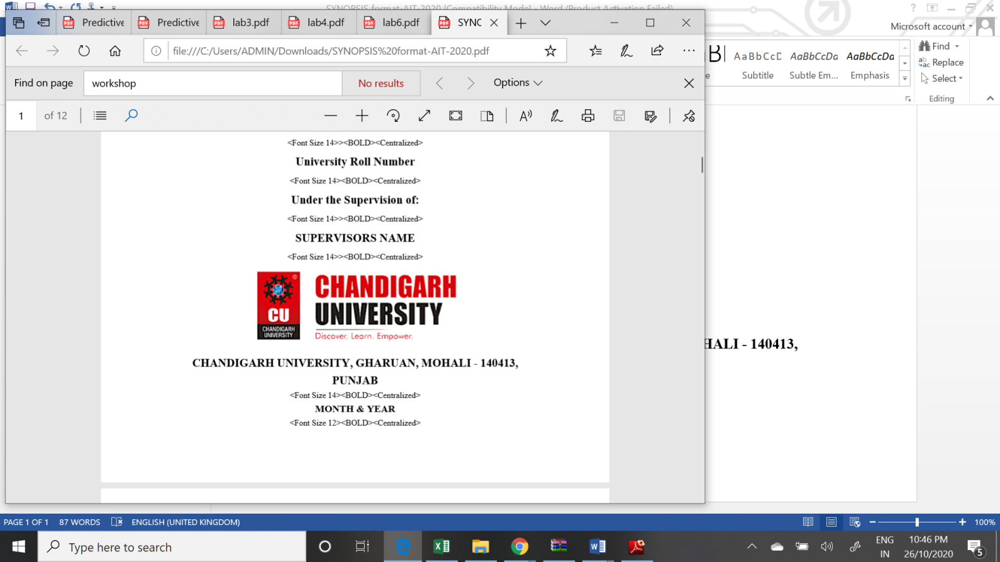 SYNOPSIS format-AIT-2020 [Compatibility Mode] - Word (Product Activation Failed)
Microsoft account
Predictive
Predictive
lab3.pdf
lab4.pdf
lab6.pdf
SYNC
file:///C:/Users/ADMIN/Downloads/SYNOPSIS%20format-AIT-2020.pdf
Find on page
workshop
No results
Options
1
of 12
AaBbCcD
AaBbCcDa
AaBbCcDa
Subtitle
Subtle Em...
Emphasis
Find
Replace
Select
Editing
<Font Size 14>><BOLD><Centralized>
University Roll Number
<Font Size 14><BOLD><Centralized>
Under the Supervision of:
<Font Size 14>><BOLD><Centralized>
SUPERVISORS NAME
<Font Size 14>><BOLD><Centralized>
CU
CHANDIGARH
UNIVERSITY
®
CHANDIGARH
UNIVERSITY
Discover. Learn. Empower.
CHANDIGARH UNIVERSITY, GHARUAN, MOHALI - 140413,
PUNJAB
<Font Size 14><BOLD><Centralized>
MONTH & YEAR
<Font Size 12><BOLD><Centralized>
HALI - 140413,
PAGE 1 OF 1
87 WORDS
ENGLISH (UNITED KINGDOM)
100%
Type here to search
ENG
IN
10:46 PM
26/10/2020
5